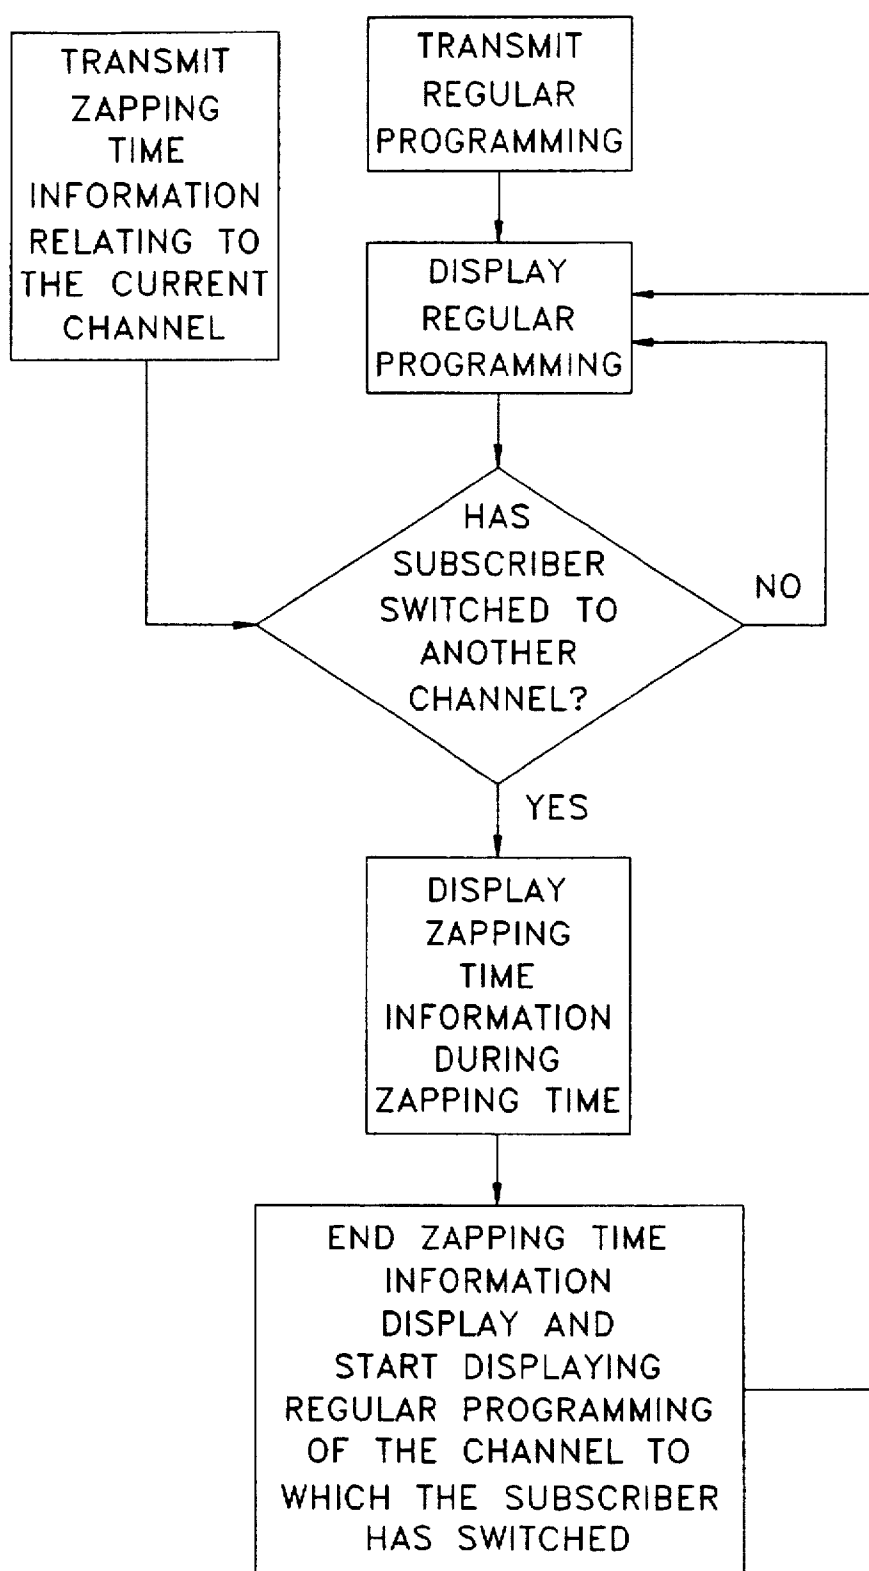 TRANSMIT
ZAPPING
TIME
INFORMATION
RELATING TO
THE CURRENT
CHANNEL
TRANSMIT
REGULAR
PROGRAMMING
DISPLAY
REGULAR
PROGRAMMING
HAS
SUBSCRIBER
SWITCHED TO
ANOTHER
CHANNEL?
NO
YES
DISPLAY
ZAPPING
TIME
INFORMATION
DURING
ZAPPING TIME
END ZAPPING TIME
INFORMATION
DISPLAY AND
START DISPLAYING
REGULAR PROGRAMMING
OF THE CHANNEL TO
WHICH THE SUBSCRIBER
HAS SWITCHED